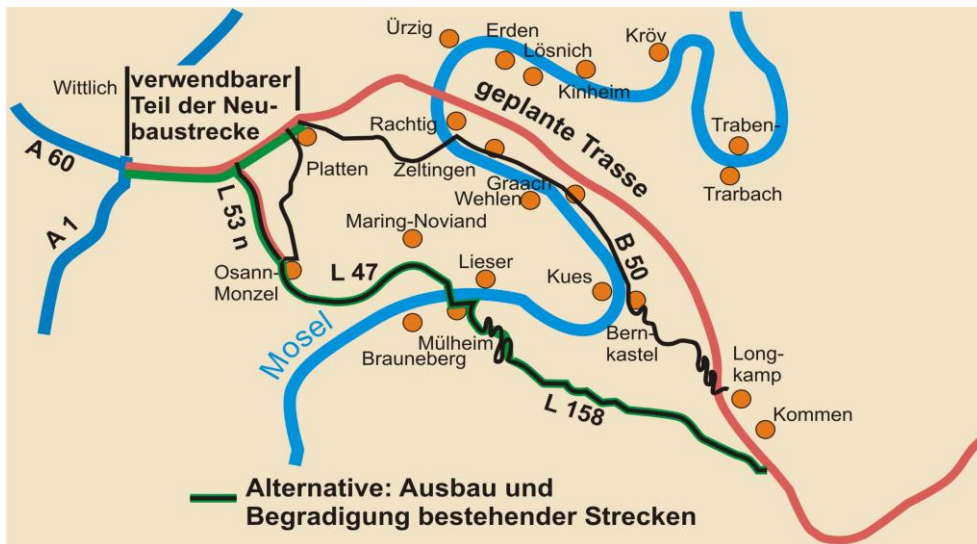 Ürzig
Erden
Lösnich
Kröv
Kinheim
Wittlich
verwendbarer
Teil der Neu-
baustrecke
geplante Trasse
A 60
Rachtig
Platten
Zeltingen
Traben-
Trarbach
Graach
Wehlen
L 53 n
A 1
Maring-Noviand
B 50
Osann-
Monzel
L 47
Lieser
Kues
Mosel
Mülheim
Brauneberg
Bern-
kastel
Long-
kamp
L 158
Kommen
Alternative: Ausbau und
Begradigung bestehender Strecken